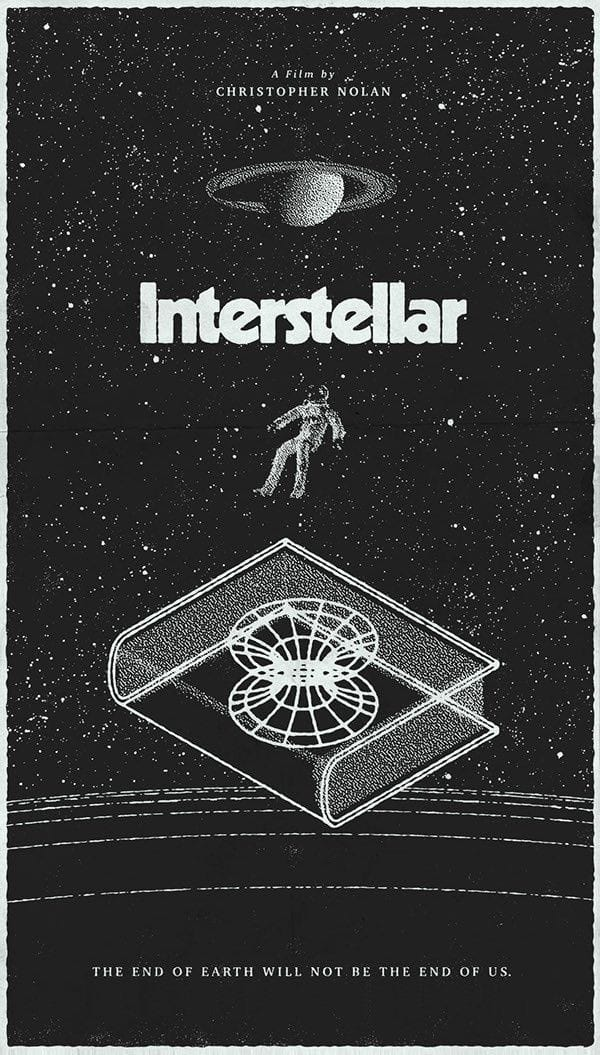 A Film by
CHRISTOPHER NOLAN
Interstellar
THE END OF EARTH WILL NOT BE THE END OF US.